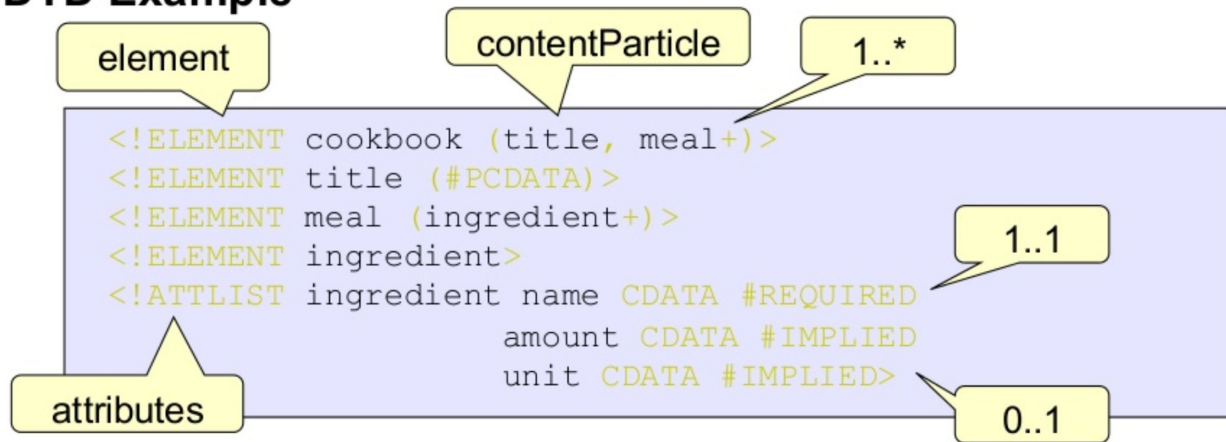 DTD Example
element
contentParticle
1..*
<!ELEMENT cookbook (title, meal+)>
<!ELEMENT title (#PCDATA)>
<!ELEMENT meal (ingredient+)>
<!ELEMENT ingredient>
1..1
<!ATTLIST ingredient name CDATA #REQUIRED
amount CDATA #IMPLIED
unit CDATA #IMPLIED>
attributes
0..1